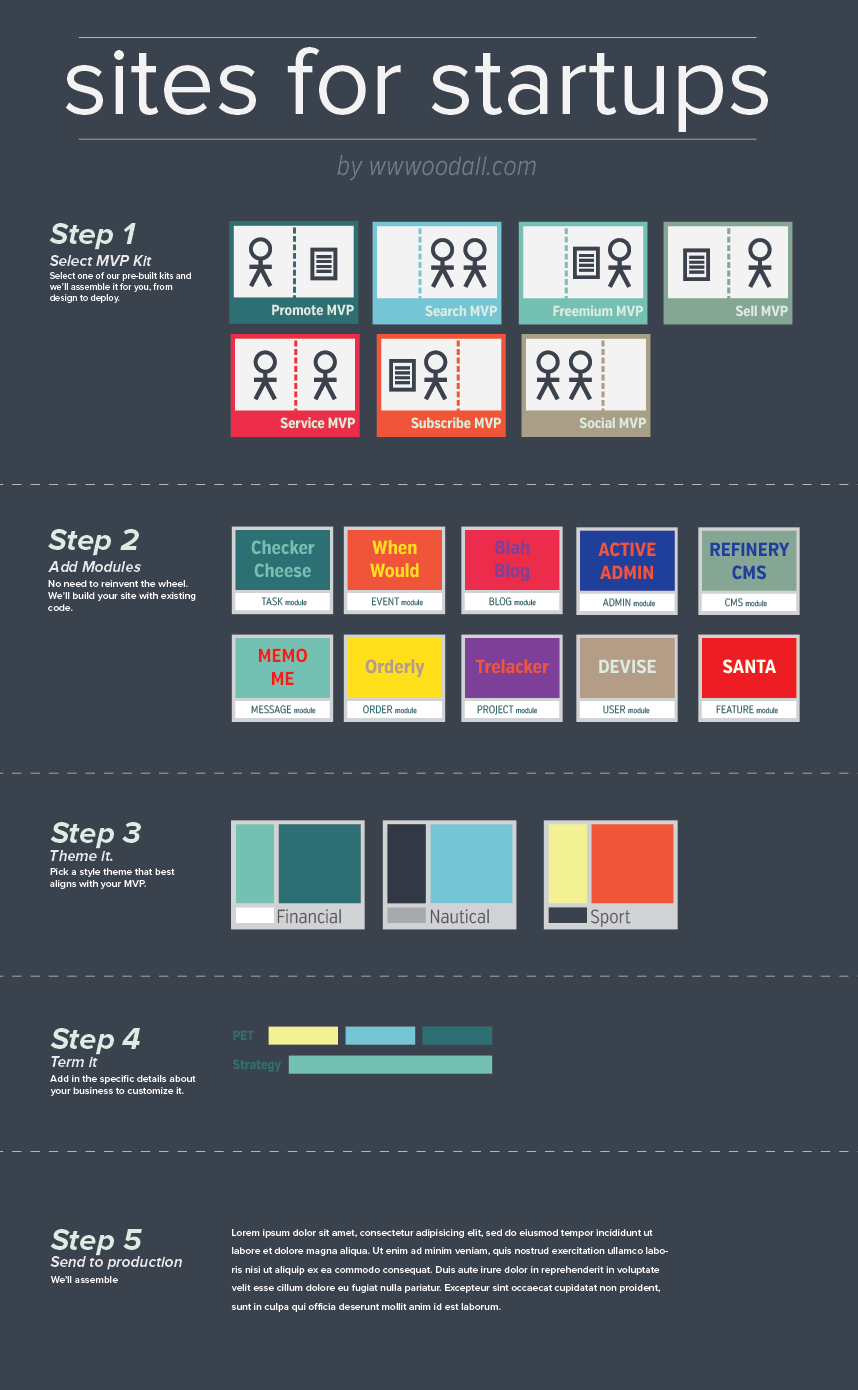 sites for startups
by wwwoodall.com
Step 1
Select MVP Kit
Select one of our pre-built kits and
we'll assemble it for you, from
design to deploy.
Promote MVP
Search MVP
Freemium MVP
Sell MVP
Service MVP
Subscribe MVP
Social MVP
Step 2
Add Modules
No need to reinvent the wheel.
We'll build your site with existing
code.
Checker
Cheese
TASK module
When
Would
EVENT module
Blah
Blog
BLOG module
ACTIVE
ADMIN
ADMIN module
REFINERY
CMS
CMS module
MEMO
ME
MESSAGE module
Orderly
ORDER module
Trelacker
PROJECT module
DEVISE
USER module
SANTA
FEATURE module
Step 3
Theme it.
Pick a style theme that best
aligns with your MVP.
Financial
Nautical
Sport
Step 4
Term it
Add in the specific details about
your business to customize it.
PET
Strategy
Step 5
Send to production
We'll assemble
Lorem ipsum dolor sit amet, consectetur adipisicing elit, sed do eiusmod tempor incididunt ut
labore et dolore magna aliqua. Ut enim ad minim veniam, quis nostrud exercitation ullamco labo-
ris nisi ut aliquip ex ea commodo consequat. Duis aute irure dolor in reprehenderit in voluptate
velit esse cillum dolore eu fugiat nulla pariatur. Excepteur sint occaecat cupidatat non proident,
sunt in culpa qui officia deserunt mollit anim id est laborum.